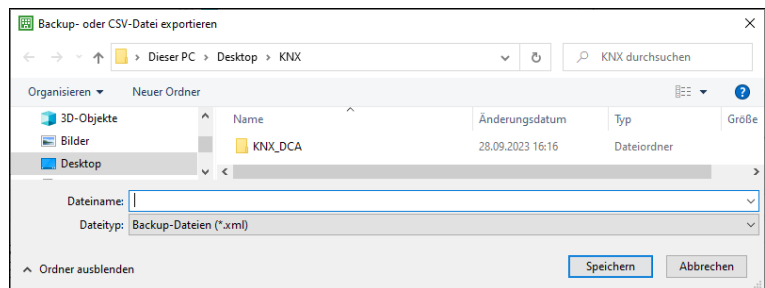 Backup- oder CSV-Datei exportieren
Dieser PC > Desktop > KNX
KNX durchsuchen
Organisieren Neuer Ordner
3D-Objekte
Bilder
Desktop
Name Änderungsdatum Typ Größe
KNX_DCA 28.09.2023 16:16 Dateiordner
Dateiname:
Dateityp: Backup-Dateien (*.xml)
Ordner ausblenden
Speichern Abbrechen